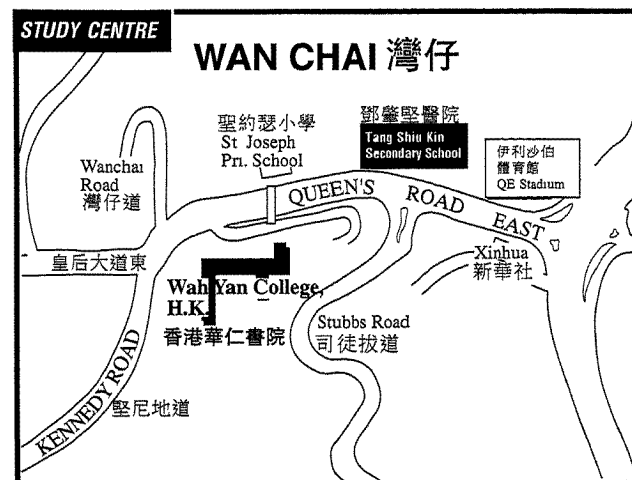 STUDY CENTRE
WAN CHAI 灣仔
聖約瑟小學
St Joseph
Pri. School
鄧肇堅醫院
Tang Shiu Kin
Secondary School
伊利沙伯
體育館
QE Stadium
Wanchai
Road
灣仔道
QUEEN'S ROAD EAST
皇后大道東
Xinhua
新華社
Wah Yan College,
H.K.
香港華仁書院
Stubbs Road
司徒拔道
KENNEDY ROAD
堅尼地道